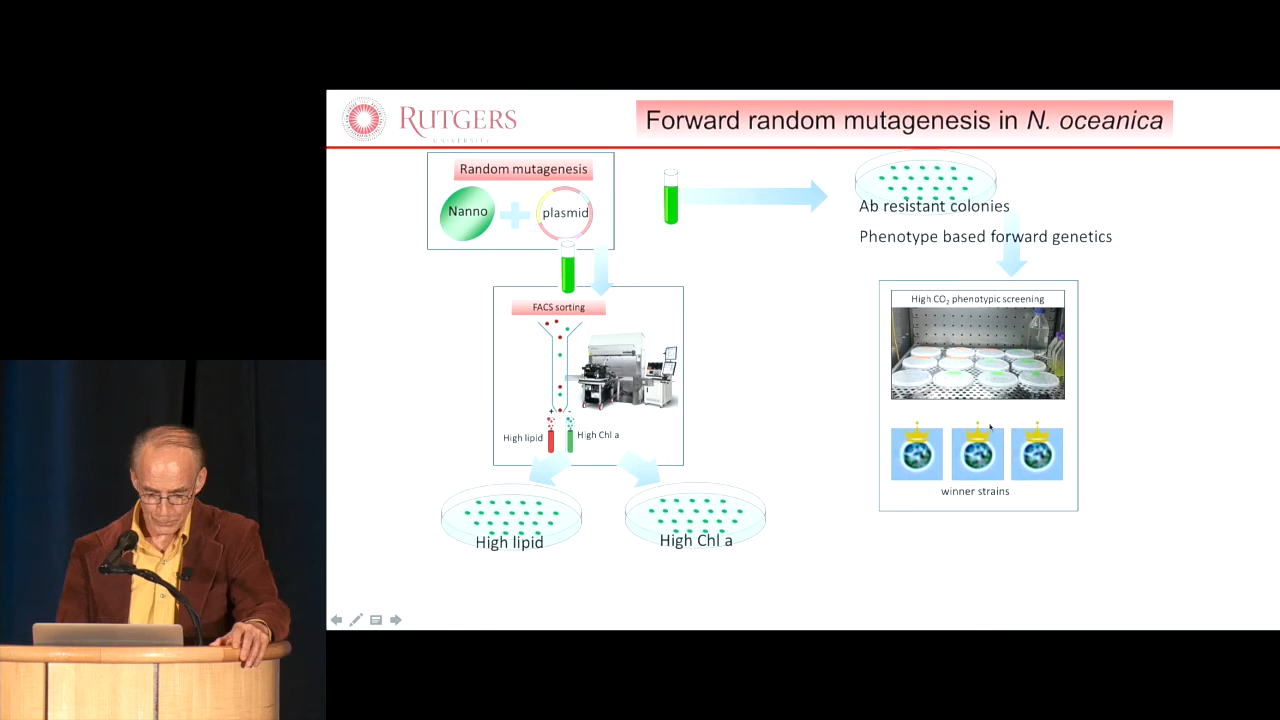 RUTGERS
UNIVERSITY
Forward random mutagenesis in N. oceanica
Random mutagenesis
Nanno
plasmid
Ab resistant colonies
Phenotype based forward genetics
FACS sorting
High CO2 phenotypic screening
+
-
High lipid
High Chl a
winner strains
High lipid
High Chl a